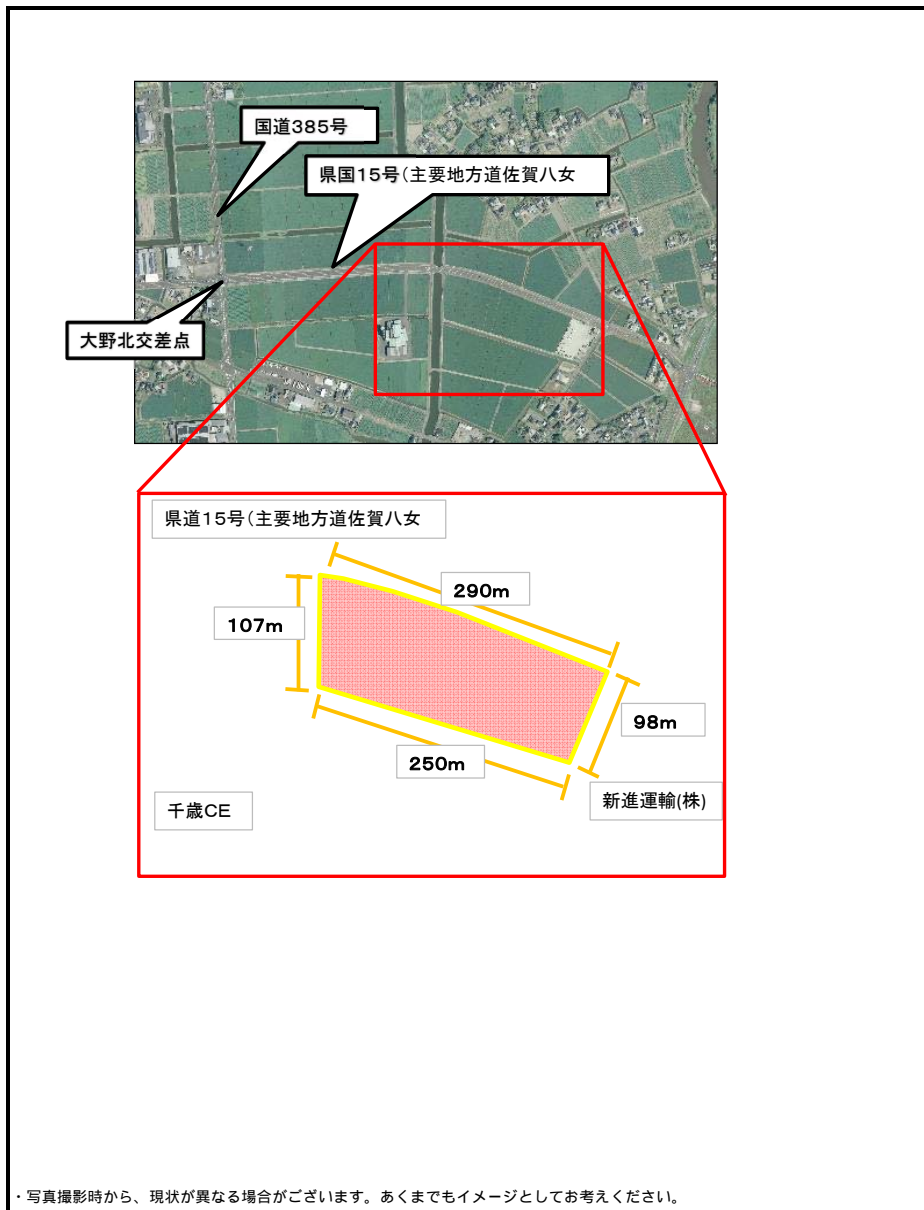 国道385号
県国15号(主要地方道佐賀八女
大野北交差点
県道15号(主要地方道佐賀八女
290m
107m
98m
250m
新進運輸(株)
千歳CE
・写真撮影時から、現状が異なる場合がございます。あくまでもイメージとしてお考えください。